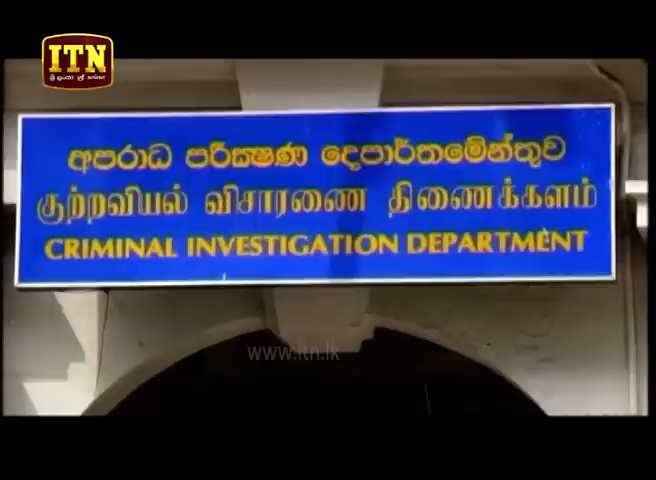 ITN
අපරාධ පරීක්ෂණ දෙපාර්තමේන්තුව
குற்றவியல் விசாரணை திணைக்களம்
CRIMINAL INVESTIGATION DEPARTMENT
www.itn.lk